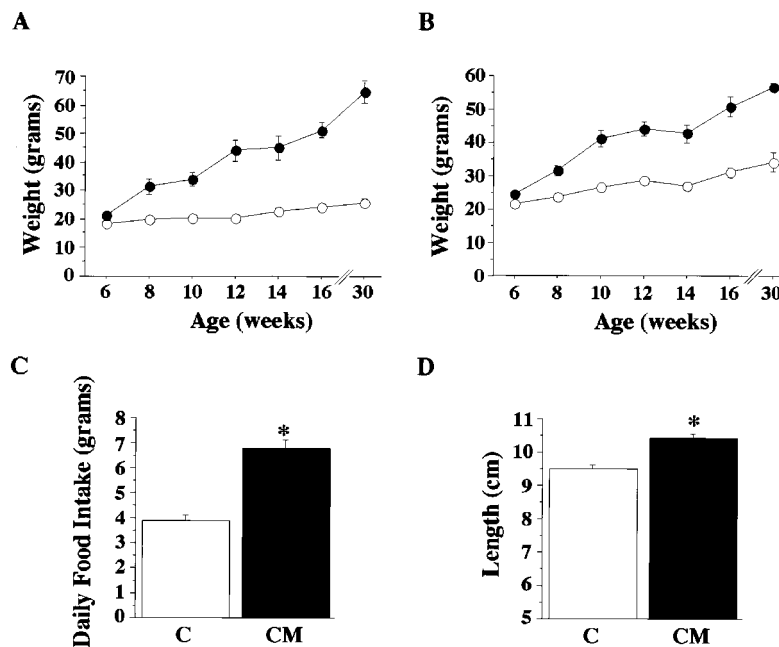 A
B
Weight (grams)
70
60
50
40
30
20
10
0
6 8 10 12 14 16 30
Age (weeks)
Weight (grams)
60
50
40
30
20
10
0
6 8 10 12 14 16 30
Age (weeks)
C
D
Daily Food Intake (grams)
8
7
6
5
4
3
2
1
0
*
C CM
Length (cm)
11
10
9
8
7
6
5
*
C CM